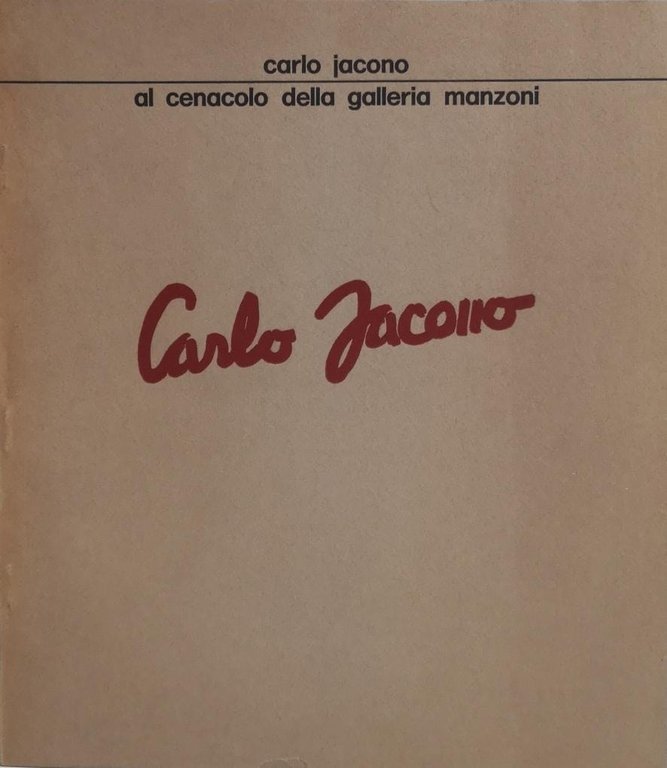 carlo jacono
al cenacolo della galleria manzoni
Carlo Jacono